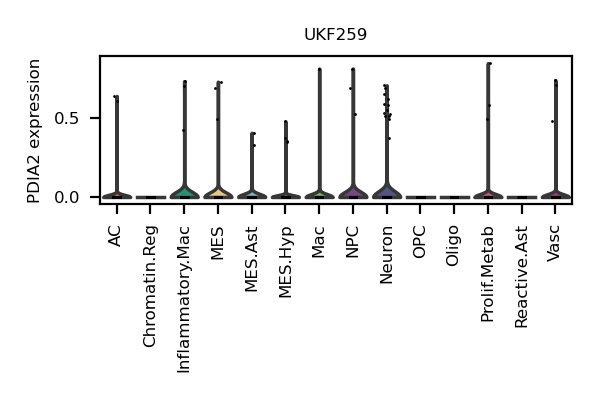 UKF259
PDIA2 expression
0.5
0.0
AC
Chromatin.Reg
Inflammatory.Mac
MES
MES.Ast
MES.Hyp
Mac
NPC
Neuron
OPC
Oligo
Prolif.Metab
Reactive.Ast
Vasc